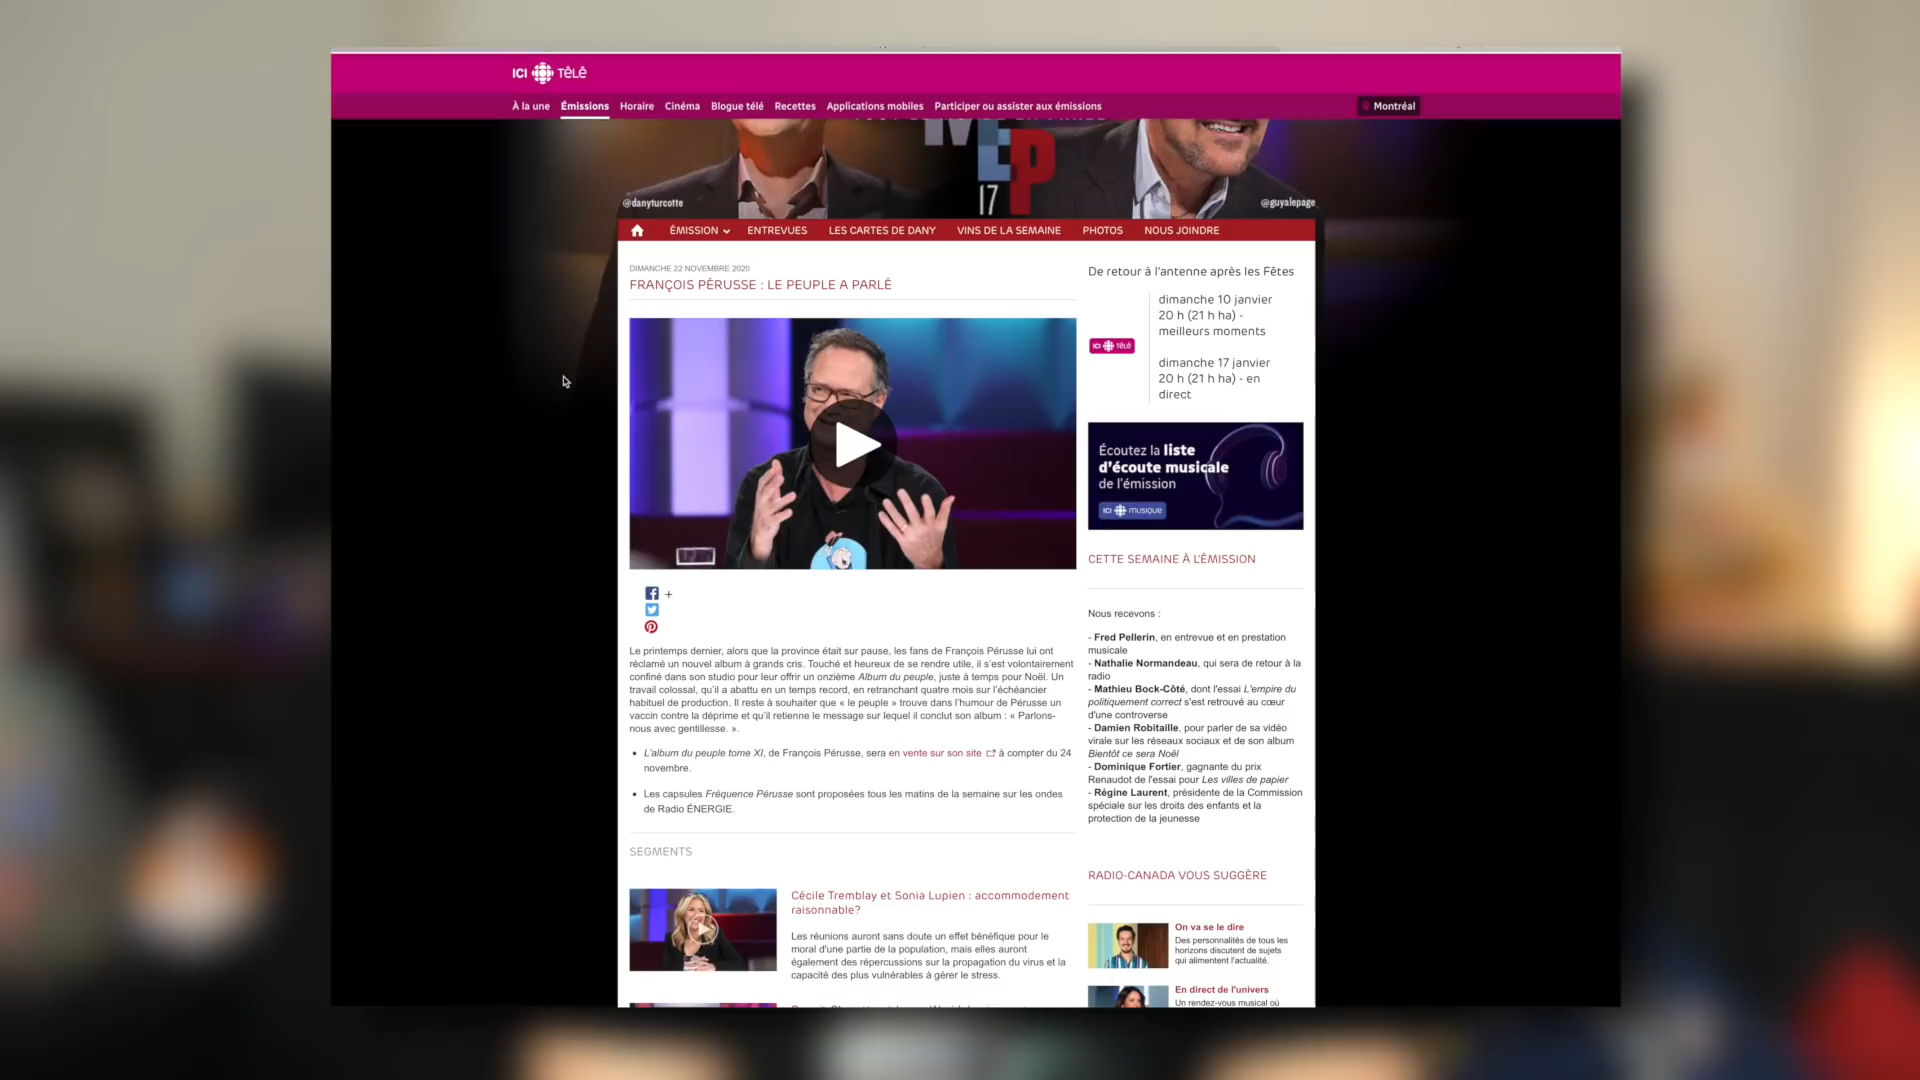 ICI TÉLÉ
À la une Émissions Horaire Cinéma Blogue télé Recettes Applications mobiles Participer ou assister aux émissions Montréal
MEP
17
@danyturcotte
@guyalepage
ÉMISSION ENTREVUES LES CARTES DE DANY VINS DE LA SEMAINE PHOTOS NOUS JOINDRE
DIMANCHE 22 NOVEMBRE 2020
FRANÇOIS PÉRUSSE : LE PEUPLE A PARLÉ
Le printemps dernier, alors que la province était sur pause, les fans de François Pérusse lui ont
réclamé un nouvel album à grands cris. Touché et heureux de se rendre utile, il s'est volontairement
confiné dans son studio pour leur offrir un onzième Album du peuple, juste à temps pour Noël. Un
travail colossal, qu'il a abattu en un temps record, en retranchant quatre mois sur l'échéancier
habituel de production. Il reste à souhaiter que « le peuple » trouve dans l'humour de Pérusse un
vaccin contre la déprime et qu'il retienne le message sur lequel il conclut son album : « Parlons-
nous avec gentillesse. ».
• L'album du peuple tome XI, de François Pérusse, sera en vente sur son site à compter du 24
novembre.
• Les capsules Fréquence Pérusse sont proposées tous les matins de la semaine sur les ondes
de Radio ÉNERGIE.
SEGMENTS
Cécile Tremblay et Sonia Lupien : accommodement
raisonnable?
Les réunions auront sans doute un effet bénéfique pour le
moral d'une partie de la population, mais elles auront
également des répercussions sur la propagation du virus et la
capacité des plus vulnérables à gérer le stress.
De retour à l'antenne après les Fêtes
ICI TÉLÉ
dimanche 10 janvier
20 h (21 h ha) -
meilleurs moments
dimanche 17 janvier
20 h (21 h ha) - en
direct
Écoutez la liste
d'écoute musicale
de l'émission
ICI musique
CETTE SEMAINE À L'ÉMISSION
Nous recevons :
- Fred Pellerin, en entrevue et en prestation
musicale
- Nathalie Normandeau, qui sera de retour à la
radio
- Mathieu Bock-Côté, dont l'essai L'empire du
politiquement correct s'est retrouvé au cœur
d'une controverse
- Damien Robitaille, pour parler de sa vidéo
virale sur les réseaux sociaux et de son album
Bientôt ce sera Noël
- Dominique Fortier, gagnante du prix
Renaudot de l'essai pour Les villes de papier
- Régine Laurent, présidente de la Commission
spéciale sur les droits des enfants et la
protection de la jeunesse
RADIO-CANADA VOUS SUGGÈRE
On va se le dire
Des personnalités de tous les
horizons discutent de sujets
qui alimentent l'actualité.
En direct de l'univers
Un rendez-vous musical où